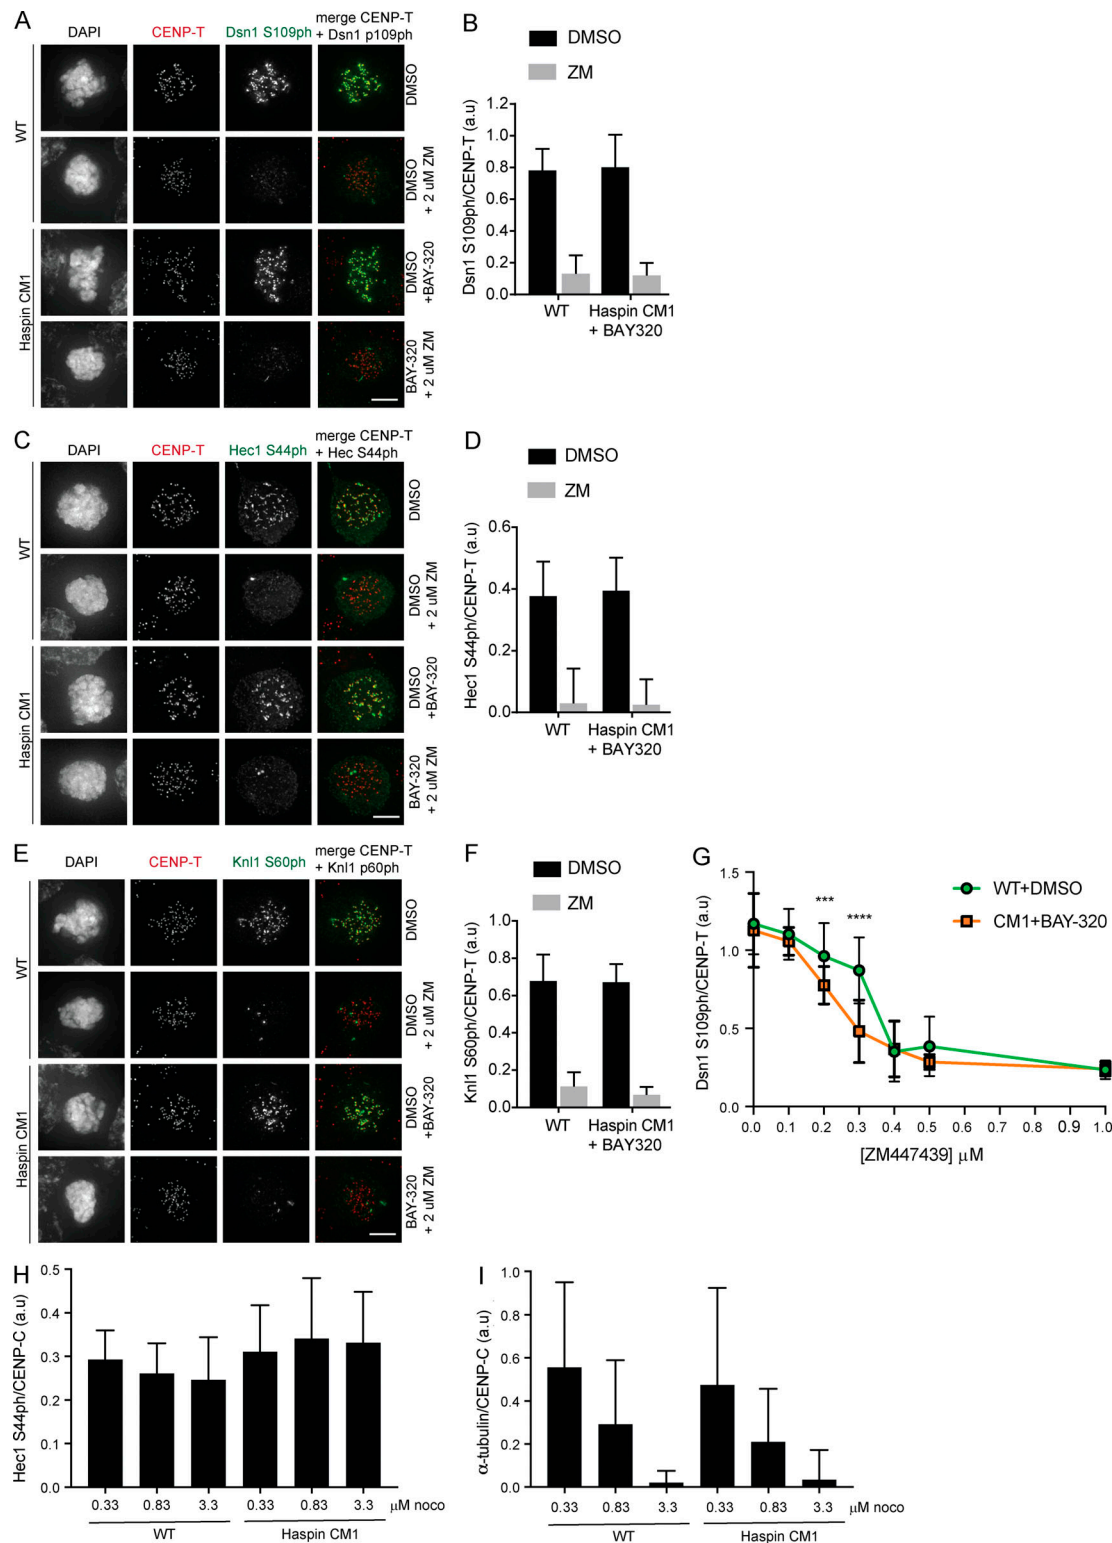 A
DAPI
CENP-T
Dsn1 S109ph
merge CENP-T
+ Dsn1 p109ph
WT
Haspin CM1
DMSO
DMSO
+ 2 uM ZM
DMSO
+BAY-320
BAY-320
+ 2 uM ZM
B
DMSO
ZM
Dsn1 S109ph/CENP-T (a.u)
1.2
1.0
0.8
0.6
0.4
0.2
0.0
WT
Haspin CM1
+ BAY320
C
DAPI
CENP-T
Hec1 S44ph
merge CENP-T
+ Hec S44ph
WT
Haspin CM1
DMSO
DMSO
+ 2 uM ZM
DMSO
+BAY-320
BAY-320
+ 2 uM ZM
D
DMSO
ZM
Hec1 S44ph/CENP-T (a.u)
0.6
0.4
0.2
0.0
WT
Haspin CM1
+ BAY320
E
DAPI
CENP-T
Knl1 S60ph
merge CENP-T
+ Knl1 p60ph
WT
Haspin CM1
DMSO
DMSO
+ 2 uM ZM
DMSO
+BAY-320
BAY-320
+ 2 uM ZM
F
DMSO
ZM
Knl1 S60ph/CENP-T (a.u)
1.0
0.8
0.6
0.4
0.2
0.0
WT
Haspin CM1
+ BAY320
G
WT+DMSO
CM1+BAY-320
*** ****
Dsn1 S109ph/CENP-T (a.u)
1.5
1.0
0.5
0.0
0.0 0.1 0.2 0.3 0.4 0.5 0.6 0.7 0.8 0.9 1.0
[ZM447439] μM
H
Hec1 S44ph/CENP-C (a.u)
0.5
0.4
0.3
0.2
0.1
0.0
0.33 0.83 3.3 0.33 0.83 3.3 μM noco
WT Haspin CM1
I
α-tubulin/CENP-C (a.u)
1.0
0.8
0.6
0.4
0.2
0.0
0.33 0.83 3.3 0.33 0.83 3.3 μM noco
WT Haspin CM1